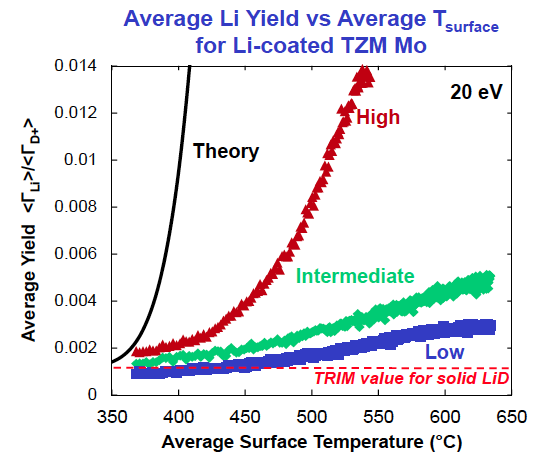 Average Li Yield vs Average Tsurface
for Li-coated TZM Mo
Average Yield <ΓLi>/<ΓD+>
0.014
0.012
0.01
0.008
0.006
0.004
0.002
0
20 eV
High
Theory
Intermediate
Low
TRIM value for solid LiD
350 400 450 500 550 600 650
Average Surface Temperature (°C)